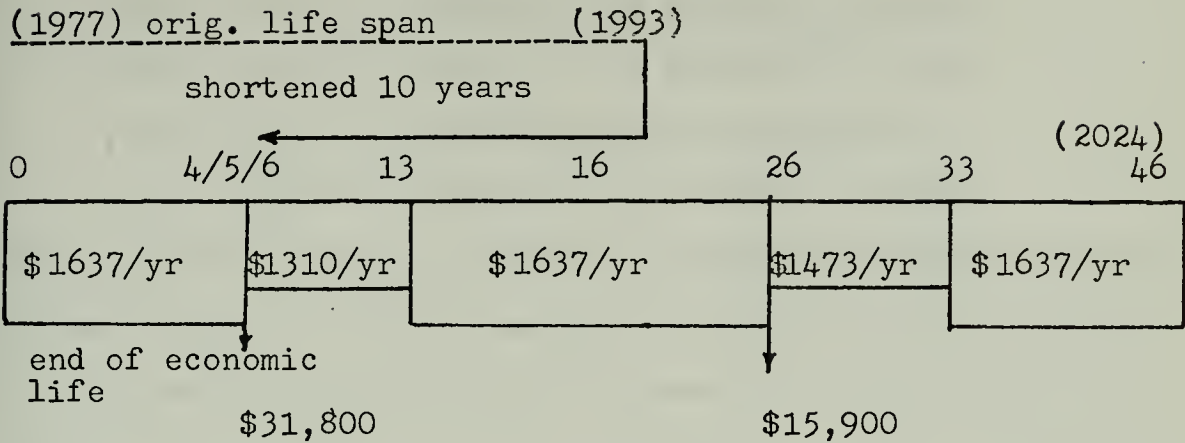 (1977) orig. life span (1993)
shortened 10 years
(2024)
0 4/5/6 13 16 26 33 46
$1637/yr $1310/yr $1637/yr $1473/yr $1637/yr
end of economic
life
$31,800 $15,900